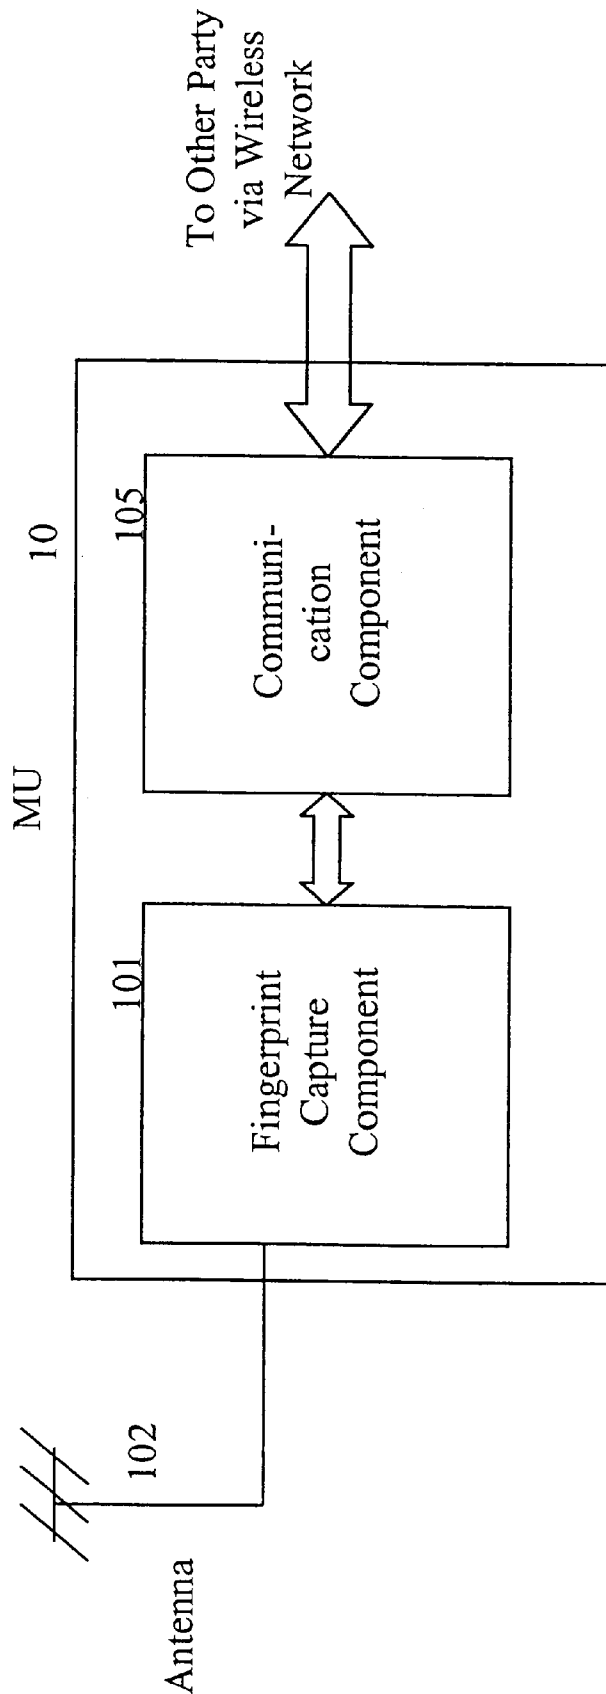 MU
10
Antenna
102
101
Fingerprint
Capture
Component
105
Communi-
cation
Component
To Other Party
via Wireless
Network